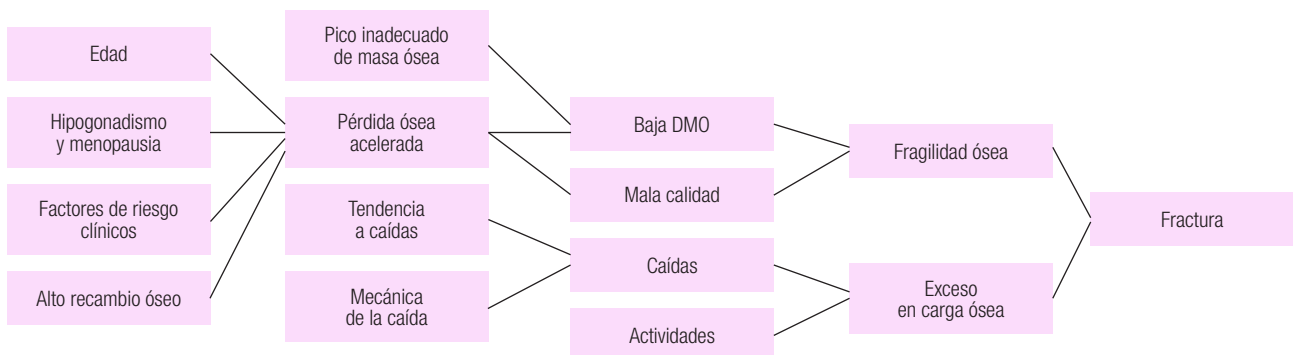 Edad
Hipogonadismo
y menopausia
Factores de riesgo
clínicos
Alto recambio óseo
Pico inadecuado
de masa ósea
Pérdida ósea
acelerada
Tendencia
a caídas
Mecánica
de la caída
Baja DMO
Mala calidad
Caídas
Actividades
Fragilidad ósea
Exceso
en carga ósea
Fractura